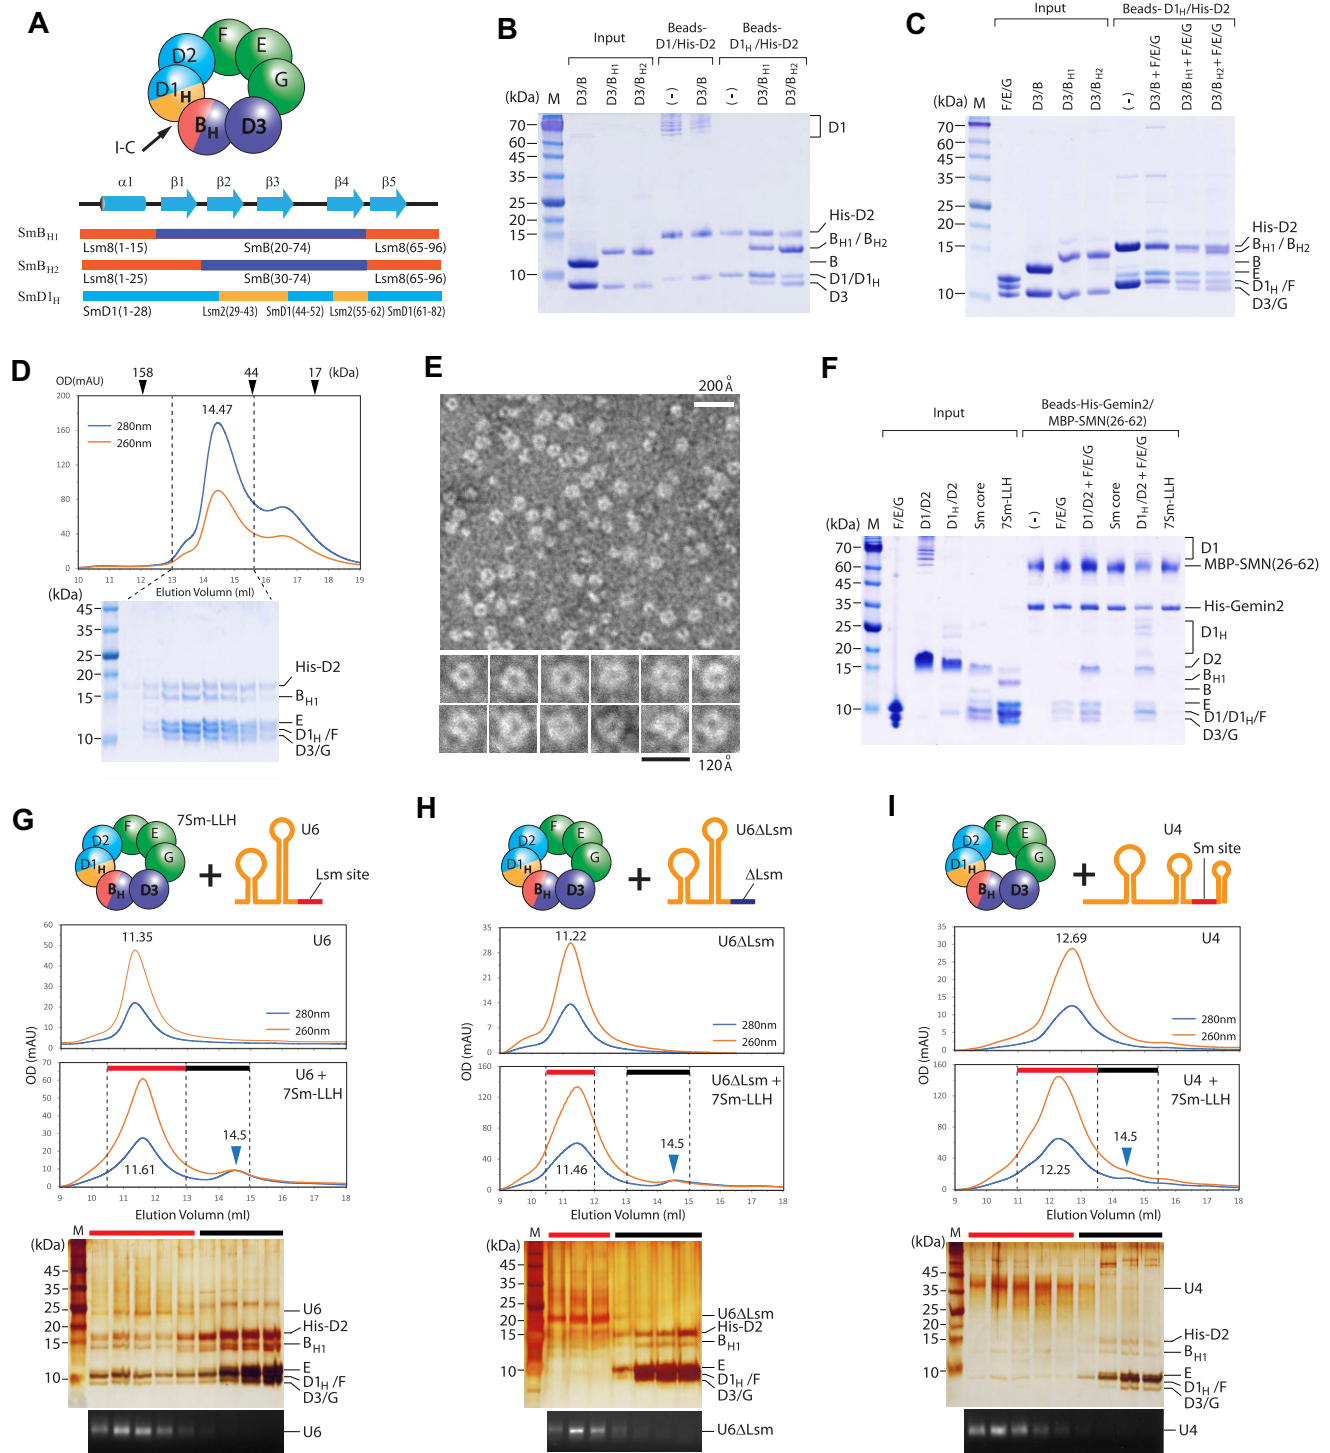 A
F
E
D2
G
D1H
BH
D3
I-C
α1
β1
β2
β3
β4
β5
SmBH1
Lsm8(1-15)
SmB(20-74)
Lsm8(65-96)
SmBH2
Lsm8(1-25)
SmB(30-74)
Lsm8(65-96)
SmD1H
SmD1(1-28)
Lsm2(29-43)
SmD1(44-52)
Lsm2(55-62)
SmD1(61-82)
B
Input
Beads-
D1/His-D2
Beads-
D1H/His-D2
(kDa)
M
D3/B
D3/BH1
D3/BH2
(-)
D3/B
(-)
D3/BH1
D3/BH2
70
60
45
35
25
20
15
10
D1
His-D2
BH1/BH2
B
D1/D1H
D3
C
Input
Beads- D1H/His-D2
(kDa)
M
F/E/G
D3/B
D3/BH1
D3/BH2
(-)
D3/B + F/E/G
D3/BH1+ F/E/G
D3/BH2+ F/E/G
70
60
45
35
25
20
15
10
His-D2
BH1/BH2
B
E
D1H/F
D3/G
D
OD(mAU)
158
44
17
(kDa)
200
160
120
80
40
0
14.47
280nm
260nm
10
11
12
13
14
15
16
17
18
19
Elution Volumn (ml)
(kDa)
45
35
25
20
15
10
His-D2
BH1
E
D1H/F
D3/G
E
200 Å
120 Å
F
Input
Beads-His-Gemin2/
MBP-SMN(26-62)
(kDa)
M
F/E/G
D1/D2
D1H/D2
Sm core
7Sm-LLH
(-)
F/E/G
D1/D2 + F/E/G
Sm core
D1H/D2 + F/E/G
7Sm-LLH
70
60
45
35
25
20
15
10
D1
MBP-SMN(26-62)
His-Gemin2
D1H
D2
BH1
B
E
D1/D1H/F
D3/G
G
F
E
D2
G
D1H
BH
D3
7Sm-LLH
+
U6
Lsm site
60
50
40
30
20
10
0
11.35
U6
280nm
260nm
OD (mAU)
70
60
50
40
30
20
10
0
U6 +
7Sm-LLH
11.61
14.5
9
10
11
12
13
14
15
16
17
18
Elution Volumn (ml)
M
(kDa)
45
35
25
20
15
10
U6
His-D2
BH1
E
D1H/F
D3/G
U6
H
F
E
D2
G
D1H
BH
D3
+
U6ΔLsm
ΔLsm
35
28
21
14
7
0
11.22
U6ΔLsm
280nm
260nm
OD (mAU)
160
120
80
40
0
U6ΔLsm +
7Sm-LLH
11.46
14.5
9
10
11
12
13
14
15
16
17
18
Elution Volumn (ml)
M
(kDa)
45
35
25
20
15
10
U6ΔLsm
His-D2
BH1
E
D1H/F
D3/G
U6ΔLsm
I
F
E
D2
G
D1H
BH
D3
+
U4
Sm site
35
30
25
20
15
10
5
0
12.69
U4
280nm
260nm
OD (mAU)
160
120
80
40
0
U4 +
7Sm-LLH
12.25
14.5
9
10
11
12
13
14
15
16
17
18
Elution Volumn (ml)
M
(kDa)
45
35
25
20
15
10
U4
His-D2
BH1
E
D1H/F
D3/G
U4